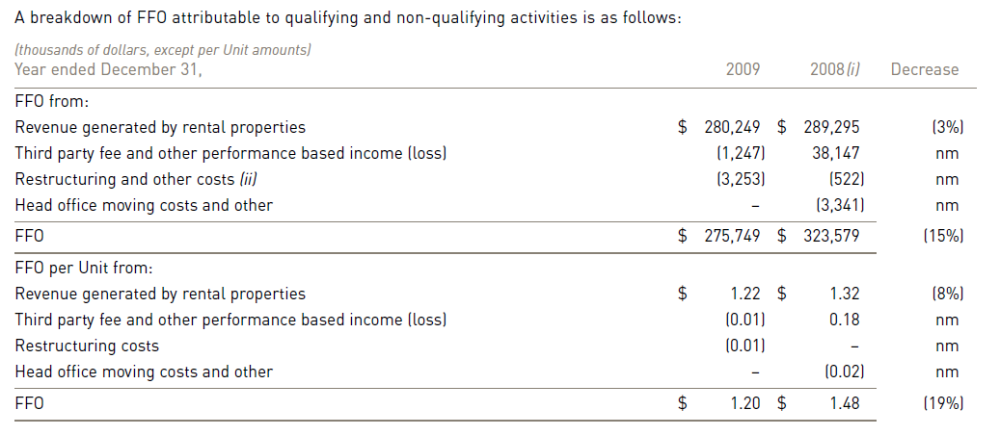 A breakdown of FFO attributable to qualifying and non-qualifying activities is as follows:
(thousands of dollars, except per Unit amounts)
Year ended December 31, 2009 2008 (i) Decrease
FFO from:
Revenue generated by rental properties $ 280,249 $ 289,295 (3%)
Third party fee and other performance based income (loss) (1,247) 38,147 nm
Restructuring and other costs (ii) (3,253) (522) nm
Head office moving costs and other – (3,341) nm
FFO $ 275,749 $ 323,579 (15%)
FFO per Unit from:
Revenue generated by rental properties $ 1.22 $ 1.32 (8%)
Third party fee and other performance based income (loss) (0.01) 0.18 nm
Restructuring costs (0.01) – nm
Head office moving costs and other – (0.02) nm
FFO $ 1.20 $ 1.48 (19%)